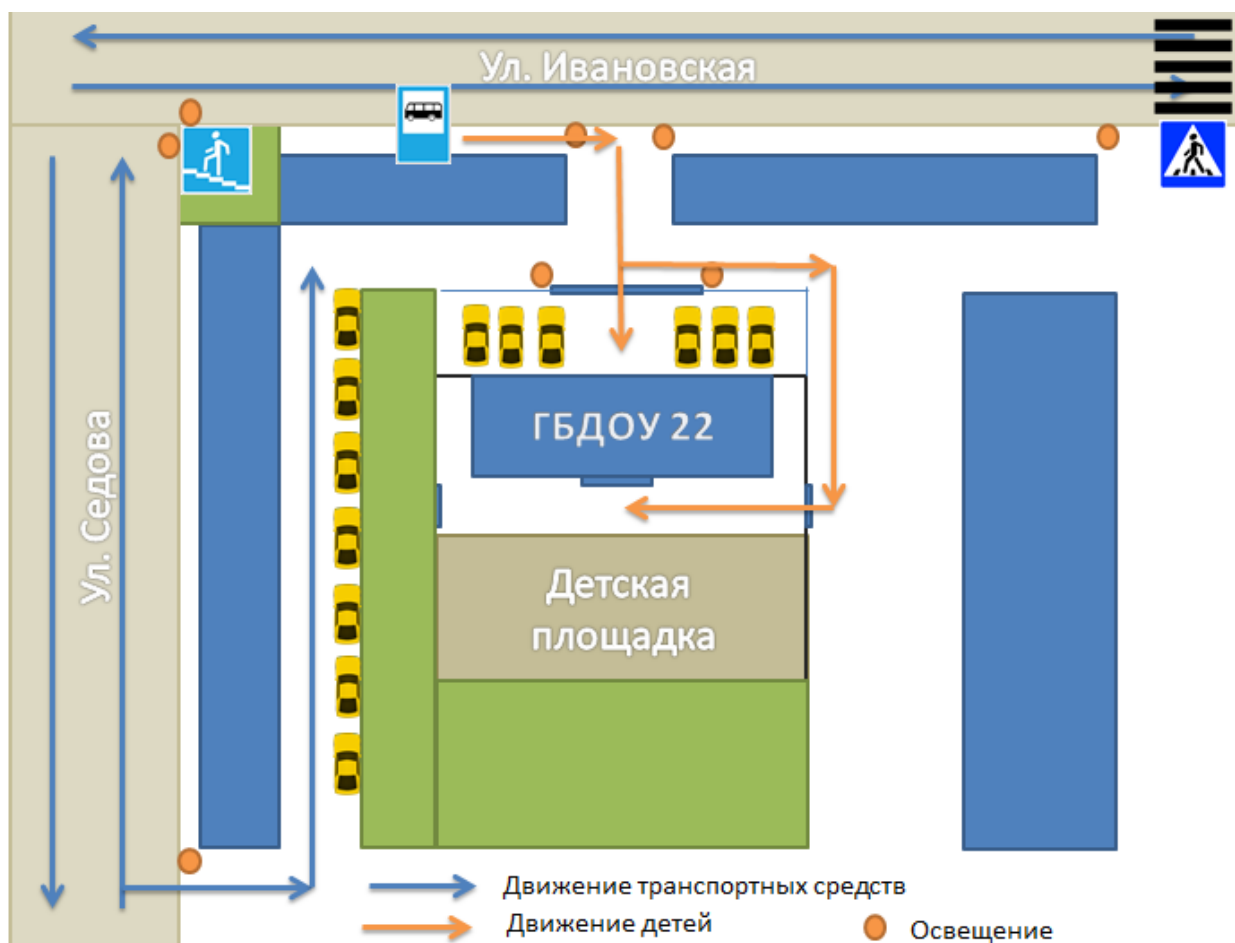 Ул. Ивановская
Ул. Седова
ГБДОУ 22
Детская
площадка
Движение транспортных средств
Движение детей
Освещение